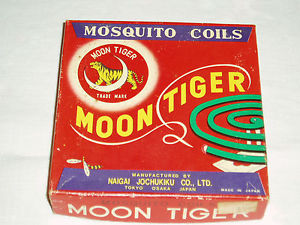 MOSQUITO COILS
MOON TIGER
TRADE MARK
MOON TIGER
MANUFACTURED BY
NAIGAI JOCHUKIKU CO., LTD.
TOKYO OSAKA JAPAN
MADE IN JAPAN
MOON TIGER